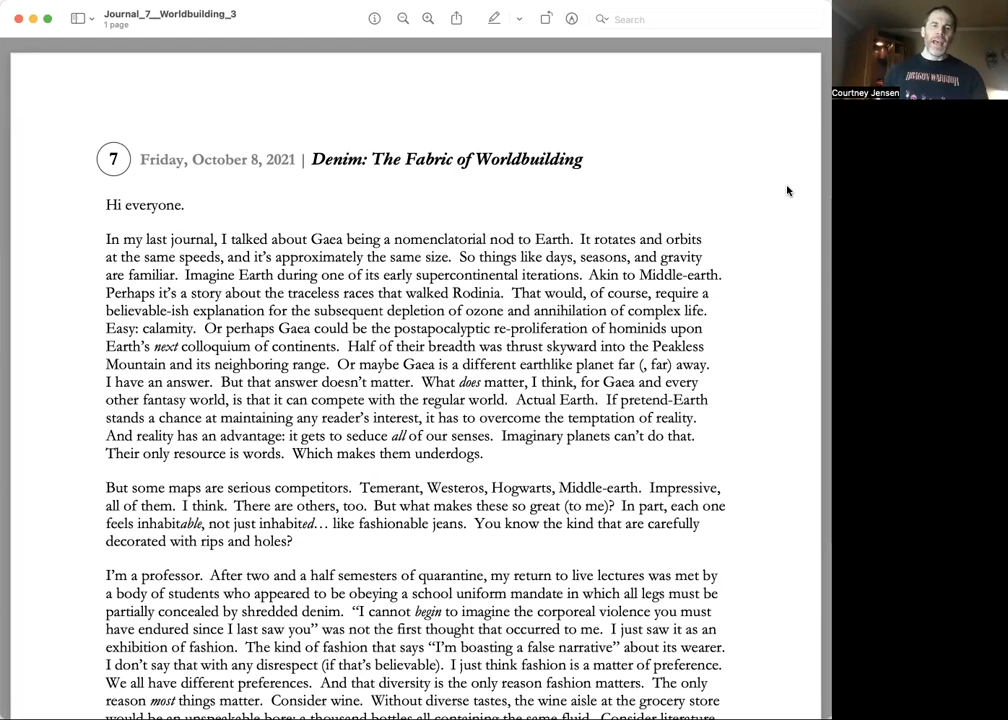 Journal_7__Worldbuilding_3
1 page
Search
Courtney Jensen
DRAGON WARRIOR
7 Friday, October 8, 2021 | Denim: The Fabric of Worldbuilding
Hi everyone.
In my last journal, I talked about Gaea being a nomenclatorial nod to Earth. It rotates and orbits
at the same speeds, and it's approximately the same size. So things like days, seasons, and gravity
are familiar. Imagine Earth during one of its early supercontinental iterations. Akin to Middle-earth.
Perhaps it's a story about the traceless races that walked Rodinia. That would, of course, require a
believable-ish explanation for the subsequent depletion of ozone and annihilation of complex life.
Easy: calamity. Or perhaps Gaea could be the postapocalyptic re-proliferation of hominids upon
Earth's next colloquium of continents. Half of their breadth was thrust skyward into the Peakless
Mountain and its neighboring range. Or maybe Gaea is a different earthlike planet far (, far) away.
I have an answer. But that answer doesn't matter. What does matter, I think, for Gaea and every
other fantasy world, is that it can compete with the regular world. Actual Earth. If pretend-Earth
stands a chance at maintaining any reader's interest, it has to overcome the temptation of reality.
And reality has an advantage: it gets to seduce all of our senses. Imaginary planets can't do that.
Their only resource is words. Which makes them underdogs.
But some maps are serious competitors. Temerant, Westeros, Hogwarts, Middle-earth. Impressive,
all of them. I think. There are others, too. But what makes these so great (to me)? In part, each one
feels inhabitable, not just inhabited… like fashionable jeans. You know the kind that are carefully
decorated with rips and holes?
I'm a professor. After two and a half semesters of quarantine, my return to live lectures was met by
a body of students who appeared to be obeying a school uniform mandate in which all legs must be
partially concealed by shredded denim. "I cannot begin to imagine the corporeal violence you must
have endured since I last saw you" was not the first thought that occurred to me. I just saw it as an
exhibition of fashion. The kind of fashion that says "I'm boasting a false narrative" about its wearer.
I don't say that with any disrespect (if that's believable). I just think fashion is a matter of preference.
We all have different preferences. And that diversity is the only reason fashion matters. The only
reason most things matter. Consider wine. Without diverse tastes, the wine aisle at the grocery store
would be an unspeakable bore: a thousand bottles all containing the same fluid. Consider literature.